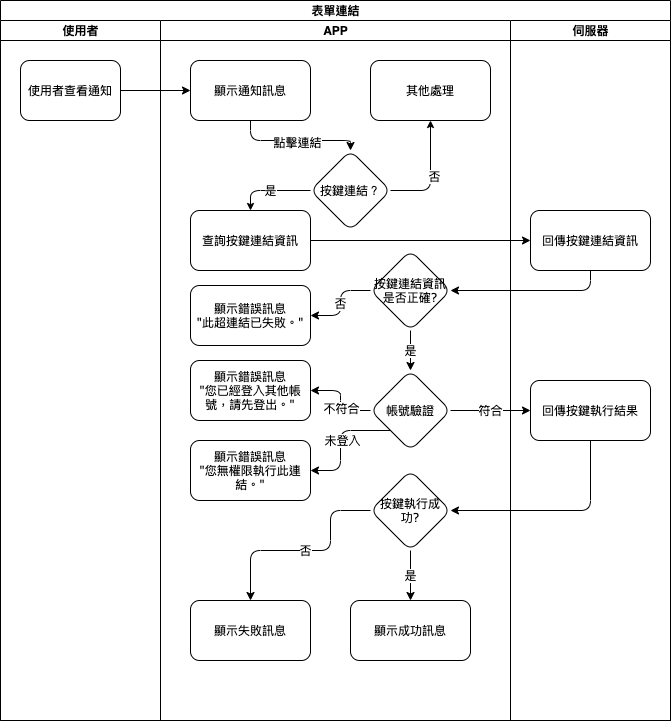 表單連結
使用者
APP
伺服器
使用者查看通知
顯示通知訊息
其他處理
點擊連結
按鍵連結？
否
是
查詢按鍵連結資訊
回傳按鍵連結資訊
按鍵連結資訊
是否正確?
否
顯示錯誤訊息
"此超連結已失敗。"
是
顯示錯誤訊息
"您已經登入其他帳
號，請先登出。"
不符合
帳號驗證
符合
回傳按鍵執行結果
未登入
顯示錯誤訊息
"您無權限執行此連
結。"
按鍵執行成
功?
否
是
顯示失敗訊息
顯示成功訊息